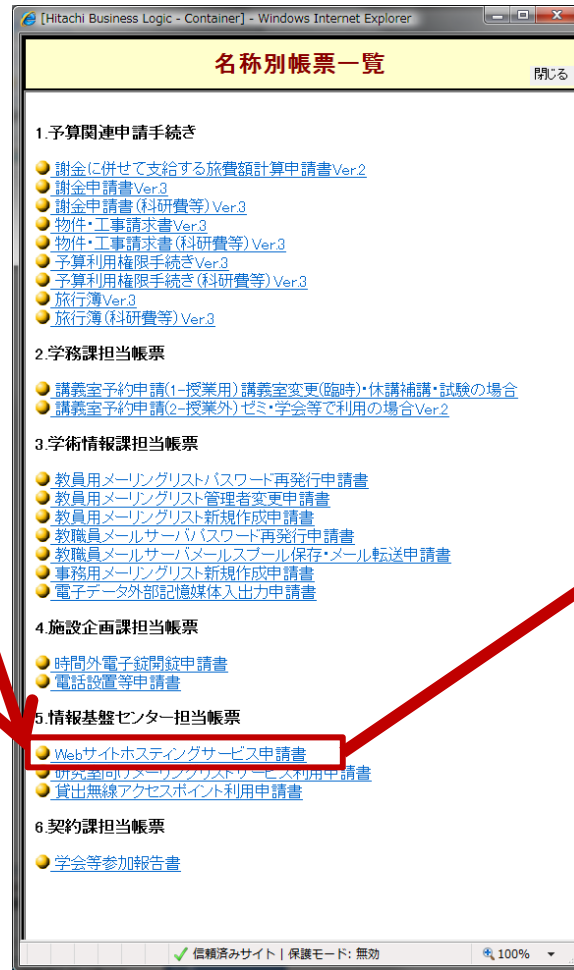 [Hitachi Business Logic - Container] - Windows Internet Explorer
名称別帳票一覧
閉じる
1.予算関連申請手続き
謝金に併せて支給する旅費額計算申請書Ver.2
謝金申請書Ver.3
謝金申請書(科研費等)Ver.3
物件・工事請求書Ver.3
物件・工事請求書(科研費等)Ver.3
予算利用権限手続きVer.3
予算利用権限手続き(科研費等)Ver.3
旅行簿Ver.3
旅行簿(科研費等)Ver.3
2.学務課担当帳票
講義室予約申請(1-授業用)講義室変更(臨時)・休講補講・試験の場合
講義室予約申請(2-授業外)ゼミ・学会等で利用の場合Ver.2
3.学術情報課担当帳票
教員用メーリングリストパスワード再発行申請書
教員用メーリングリスト管理者変更申請書
教員用メーリングリスト新規作成申請書
教職員メールサーバパスワード再発行申請書
教職員メールサーバメールスプール保存・メール転送申請書
事務用メーリングリスト新規作成申請書
電子データ外部記憶媒体入出力申請書
4.施設企画課担当帳票
時間外電子錠開錠申請書
電話設置等申請書
5.情報基盤センター担当帳票
Webサイトホスティングサービス申請書
研究室向けメーリングリストサービス利用申請書
貸出無線アクセスポイント利用申請書
6.契約課担当帳票
学会等参加報告書
信頼済みサイト | 保護モード: 無効
100%